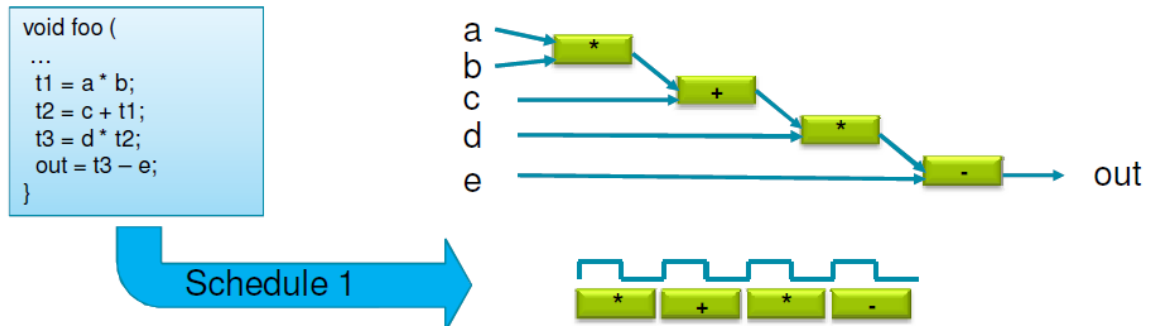 void foo (
…
t1 = a * b;
t2 = c + t1;
t3 = d * t2;
out = t3 – e;
}
a
b
c
d
e
*
+
*
-
out
Schedule 1
* + * -